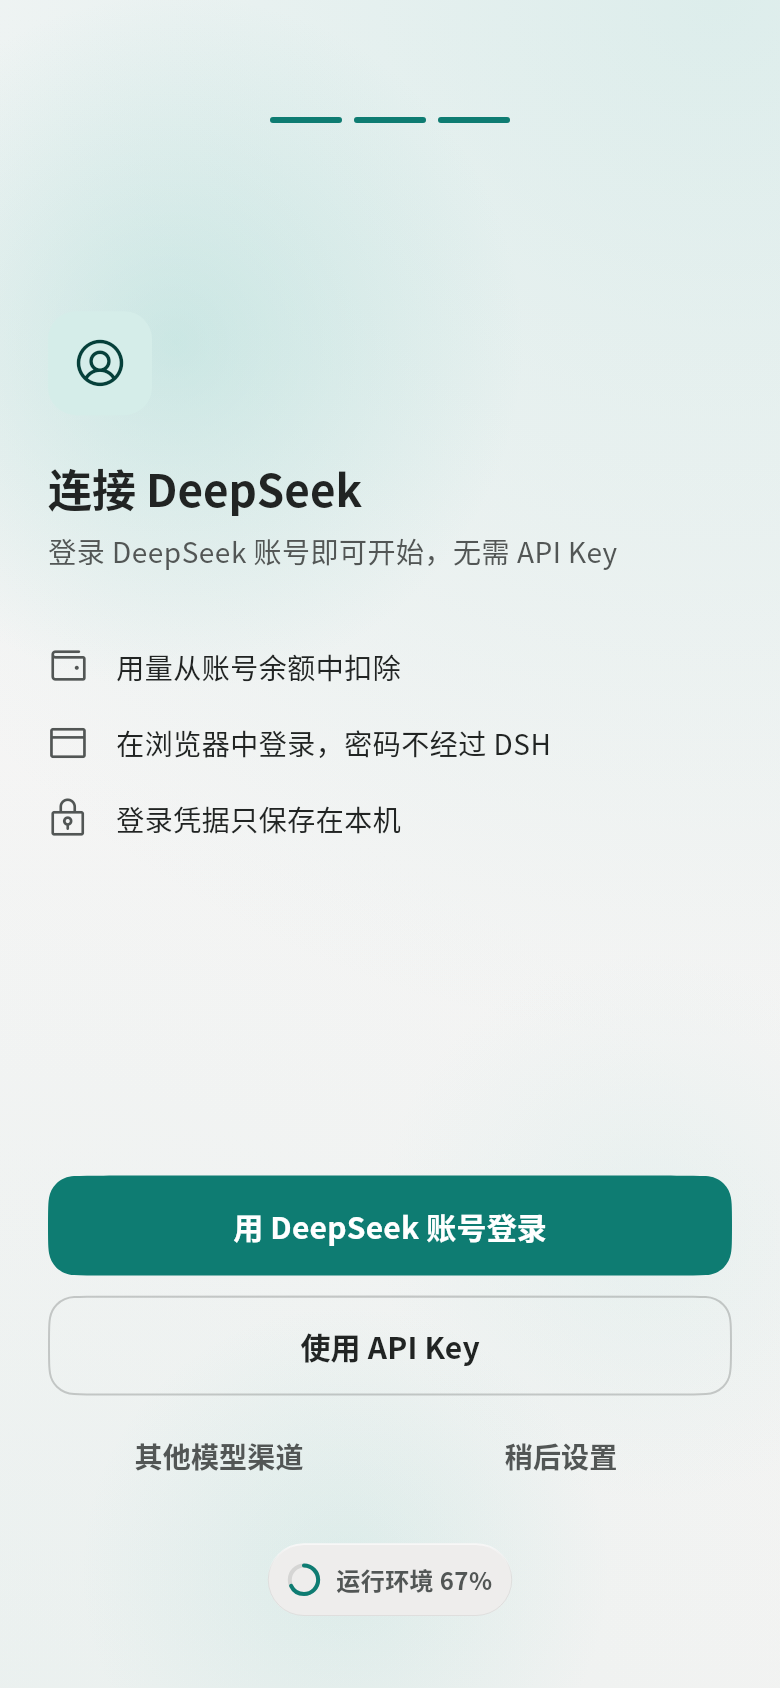 连接 DeepSeek
登录 DeepSeek 账号即可开始，无需 API Key
用量从账号余额中扣除
在浏览器中登录，密码不经过 DSH
登录凭据只保存在本机
用 DeepSeek 账号登录
使用 API Key
其他模型渠道
稍后设置
运行环境 67%